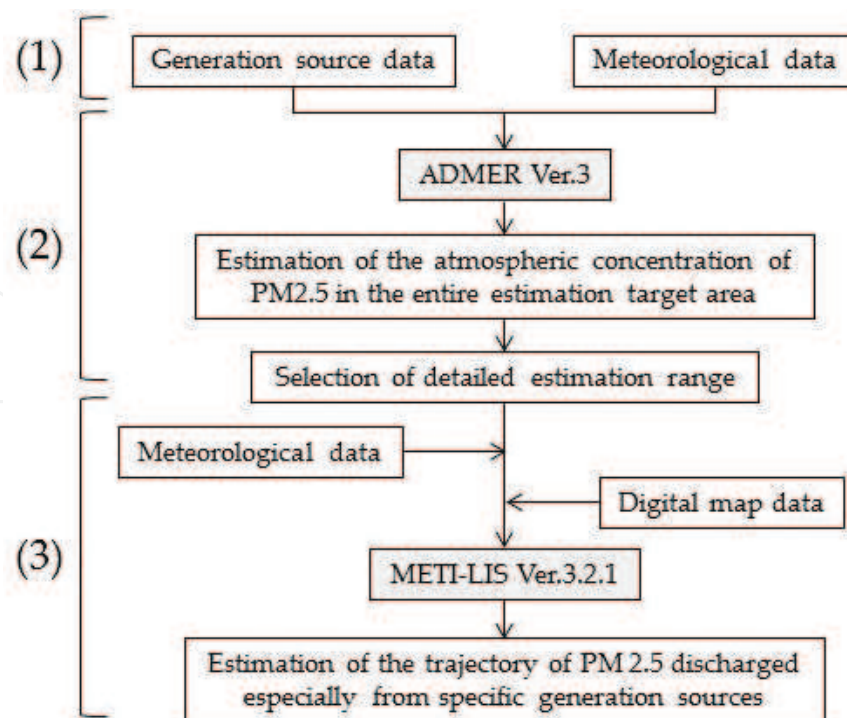 (1)
Generation source data
Meteorological data
(2)
ADMER Ver.3
Estimation of the atmospheric concentration of
PM2.5 in the entire estimation target area
Selection of detailed estimation range
(3)
Meteorological data
Digital map data
METI-LIS Ver.3.2.1
Estimation of the trajectory of PM 2.5 discharged
especially from specific generation sources